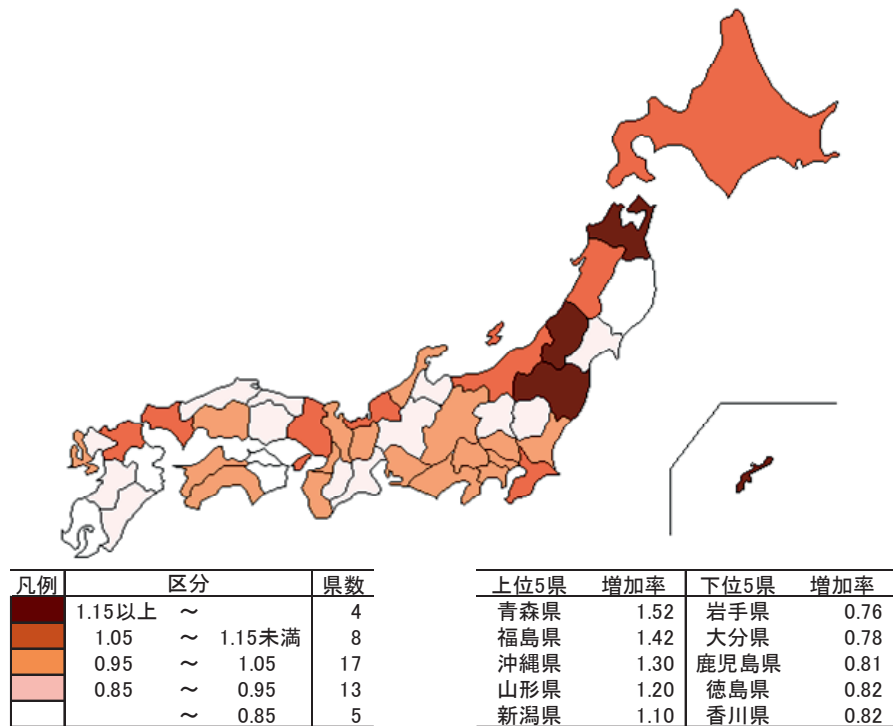 凡例 区分 県数
1.15以上 ～ 4
1.05 ～ 1.15未満 8
0.95 ～ 1.05 17
0.85 ～ 0.95 13
～ 0.85 5
上位5県 増加率 下位5県 増加率
青森県 1.52 岩手県 0.76
福島県 1.42 大分県 0.78
沖縄県 1.30 鹿児島県 0.81
山形県 1.20 徳島県 0.82
新潟県 1.10 香川県 0.82